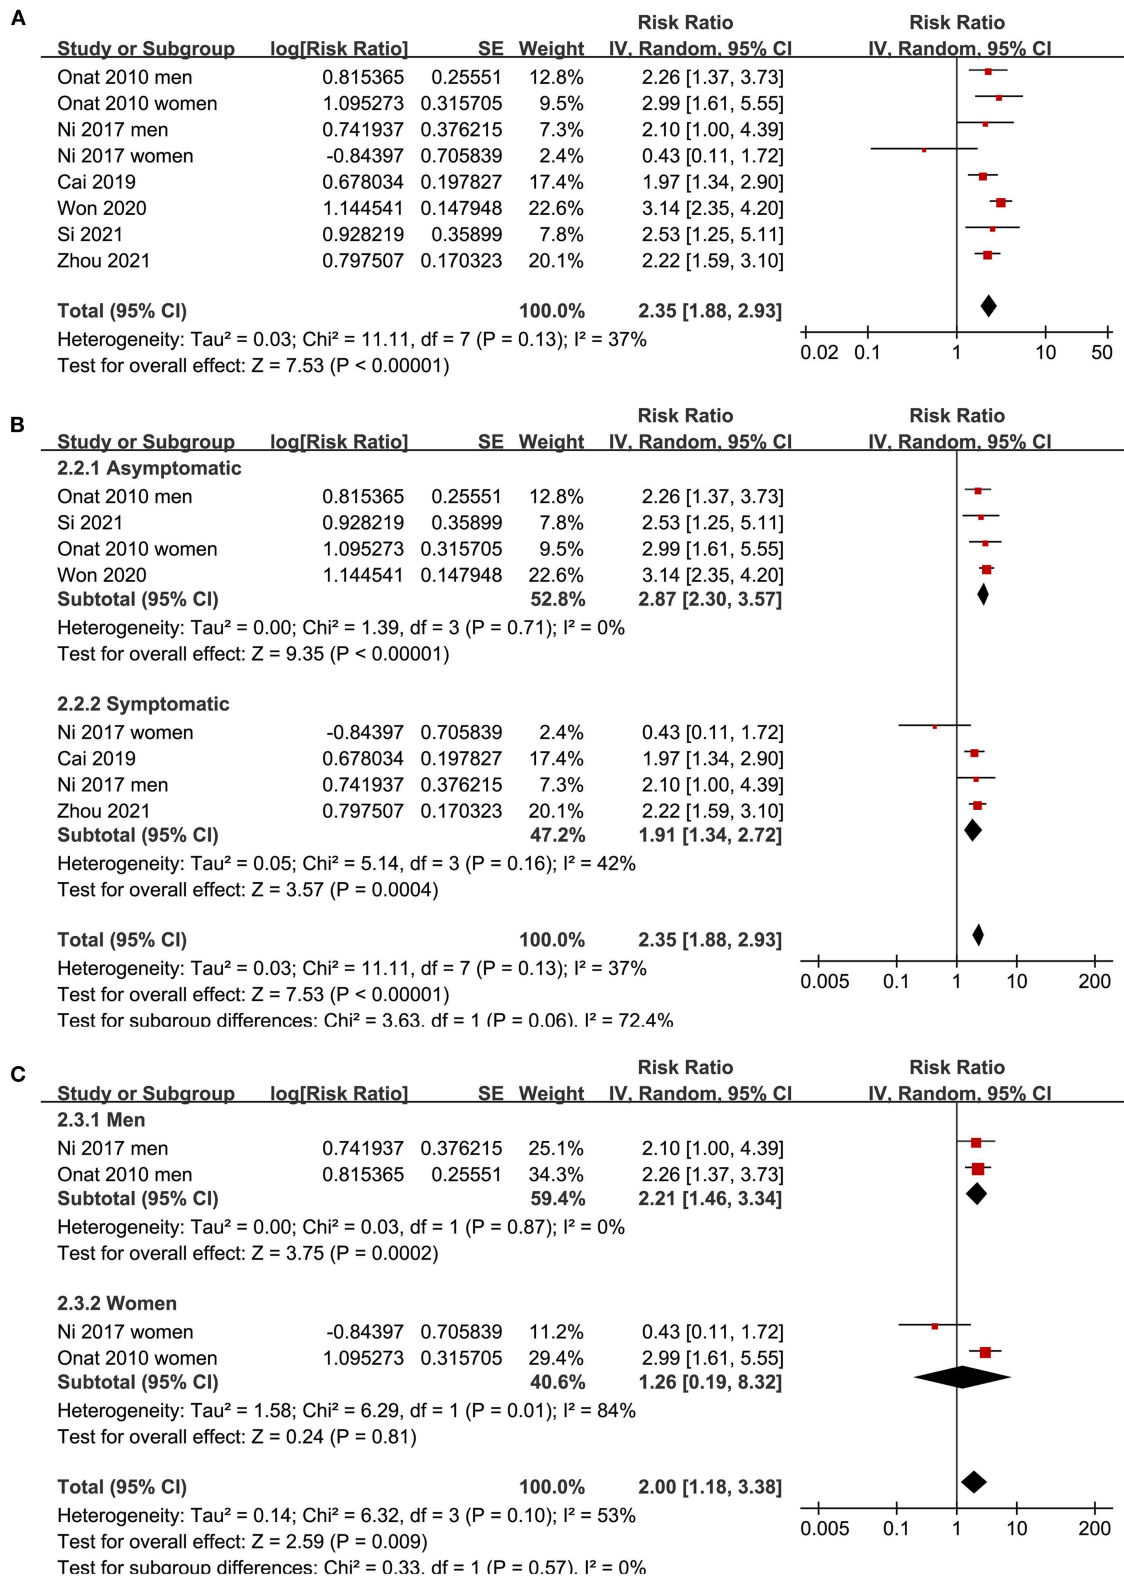 A
Risk Ratio Risk Ratio
Study or Subgroup log[Risk Ratio] SE Weight IV, Random, 95% CI IV, Random, 95% CI
Onat 2010 men 0.815365 0.25551 12.8% 2.26 [1.37, 3.73]
Onat 2010 women 1.095273 0.315705 9.5% 2.99 [1.61, 5.55]
Ni 2017 men 0.741937 0.376215 7.3% 2.10 [1.00, 4.39]
Ni 2017 women -0.84397 0.705839 2.4% 0.43 [0.11, 1.72]
Cai 2019 0.678034 0.197827 17.4% 1.97 [1.34, 2.90]
Won 2020 1.144541 0.147948 22.6% 3.14 [2.35, 4.20]
Si 2021 0.928219 0.35899 7.8% 2.53 [1.25, 5.11]
Zhou 2021 0.797507 0.170323 20.1% 2.22 [1.59, 3.10]
Total (95% CI) 100.0% 2.35 [1.88, 2.93]
Heterogeneity: Tau² = 0.03; Chi² = 11.11, df = 7 (P = 0.13); I² = 37%
Test for overall effect: Z = 7.53 (P < 0.00001)
0.02 0.1 1 10 50
B
Risk Ratio Risk Ratio
Study or Subgroup log[Risk Ratio] SE Weight IV, Random, 95% CI IV, Random, 95% CI
2.2.1 Asymptomatic
Onat 2010 men 0.815365 0.25551 12.8% 2.26 [1.37, 3.73]
Si 2021 0.928219 0.35899 7.8% 2.53 [1.25, 5.11]
Onat 2010 women 1.095273 0.315705 9.5% 2.99 [1.61, 5.55]
Won 2020 1.144541 0.147948 22.6% 3.14 [2.35, 4.20]
Subtotal (95% CI) 52.8% 2.87 [2.30, 3.57]
Heterogeneity: Tau² = 0.00; Chi² = 1.39, df = 3 (P = 0.71); I² = 0%
Test for overall effect: Z = 9.35 (P < 0.00001)
2.2.2 Symptomatic
Ni 2017 women -0.84397 0.705839 2.4% 0.43 [0.11, 1.72]
Cai 2019 0.678034 0.197827 17.4% 1.97 [1.34, 2.90]
Ni 2017 men 0.741937 0.376215 7.3% 2.10 [1.00, 4.39]
Zhou 2021 0.797507 0.170323 20.1% 2.22 [1.59, 3.10]
Subtotal (95% CI) 47.2% 1.91 [1.34, 2.72]
Heterogeneity: Tau² = 0.05; Chi² = 5.14, df = 3 (P = 0.16); I² = 42%
Test for overall effect: Z = 3.57 (P = 0.0004)
Total (95% CI) 100.0% 2.35 [1.88, 2.93]
Heterogeneity: Tau² = 0.03; Chi² = 11.11, df = 7 (P = 0.13); I² = 37%
Test for overall effect: Z = 7.53 (P < 0.00001)
Test for subgroup differences: Chi² = 3.63, df = 1 (P = 0.06), I² = 72.4%
0.005 0.1 1 10 200
C
Risk Ratio Risk Ratio
Study or Subgroup log[Risk Ratio] SE Weight IV, Random, 95% CI IV, Random, 95% CI
2.3.1 Men
Ni 2017 men 0.741937 0.376215 25.1% 2.10 [1.00, 4.39]
Onat 2010 men 0.815365 0.25551 34.3% 2.26 [1.37, 3.73]
Subtotal (95% CI) 59.4% 2.21 [1.46, 3.34]
Heterogeneity: Tau² = 0.00; Chi² = 0.03, df = 1 (P = 0.87); I² = 0%
Test for overall effect: Z = 3.75 (P = 0.0002)
2.3.2 Women
Ni 2017 women -0.84397 0.705839 11.2% 0.43 [0.11, 1.72]
Onat 2010 women 1.095273 0.315705 29.4% 2.99 [1.61, 5.55]
Subtotal (95% CI) 40.6% 1.26 [0.19, 8.32]
Heterogeneity: Tau² = 1.58; Chi² = 6.29, df = 1 (P = 0.01); I² = 84%
Test for overall effect: Z = 0.24 (P = 0.81)
Total (95% CI) 100.0% 2.00 [1.18, 3.38]
Heterogeneity: Tau² = 0.14; Chi² = 6.32, df = 3 (P = 0.10); I² = 53%
Test for overall effect: Z = 2.59 (P = 0.009)
Test for subgroup differences: Chi² = 0.33, df = 1 (P = 0.57), I² = 0%
0.005 0.1 1 10 200